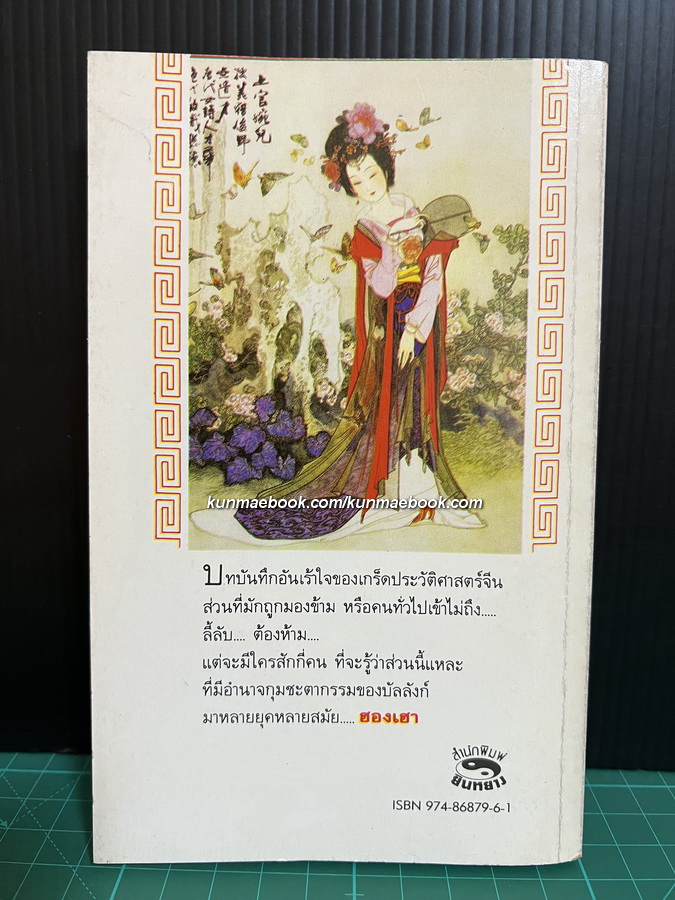 上官婉兒
kunmaebook.com/kunmaebook.com
บทบันทึกอันเร้าใจของเกร็ดประวัติศาสตร์จีน
ส่วนที่มักถูกมองข้าม หรือคนทั่วไปเข้าไม่ถึง.....
ลี้ลับ.... ต้องห้าม....
แต่จะมีใครสักกี่คน ที่จะรู้ว่าส่วนนี้แหละ
ที่มีอำนาจกุมชะตากรรมของบัลลังก์
มาหลายยุคหลายสมัย..... ฮองเฮา
สำนักพิมพ์
ยินหยาง
ISBN 974-86879-6-1